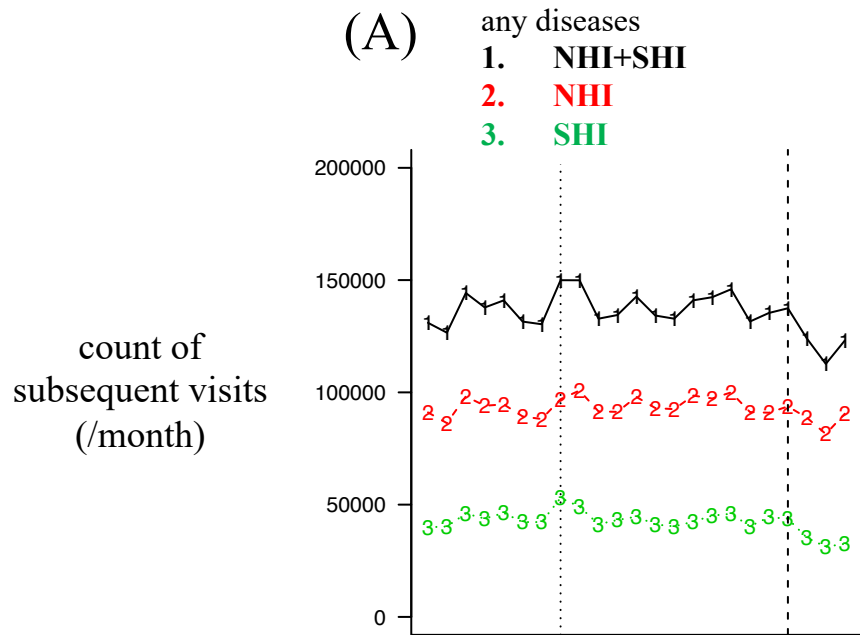 (A)
any diseases
1. NHI+SHI
2. NHI
3. SHI
count of
subsequent visits
(/month)
200000
150000
100000
50000
0